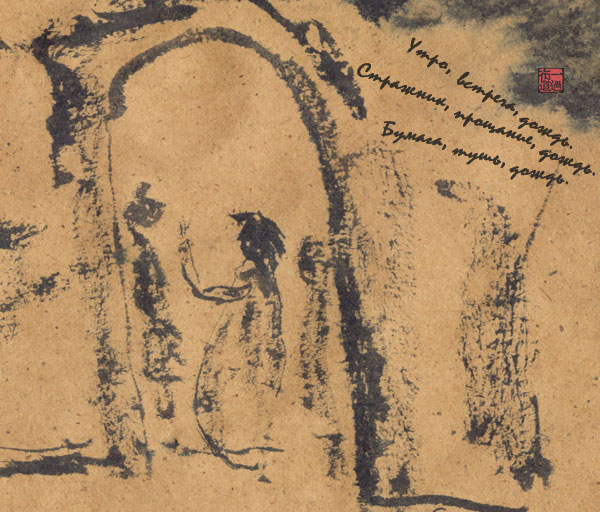 Утро, встреча, дождь.
Стражник, прощание, дождь.
Бумага, тушь, дождь.